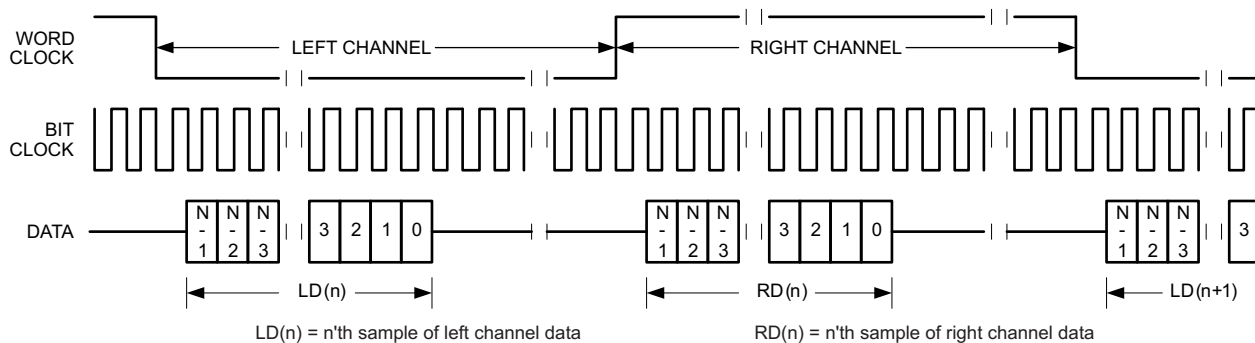 WORD
CLOCK
LEFT CHANNEL
RIGHT CHANNEL
BIT
CLOCK
DATA
N-1 N-2 N-3 3 2 1 0 N-1 N-2 N-3 3 2 1 0 N-1 N-2 N-3 3
LD(n) RD(n) LD(n+1)
LD(n) = n'th sample of left channel data
RD(n) = n'th sample of right channel data